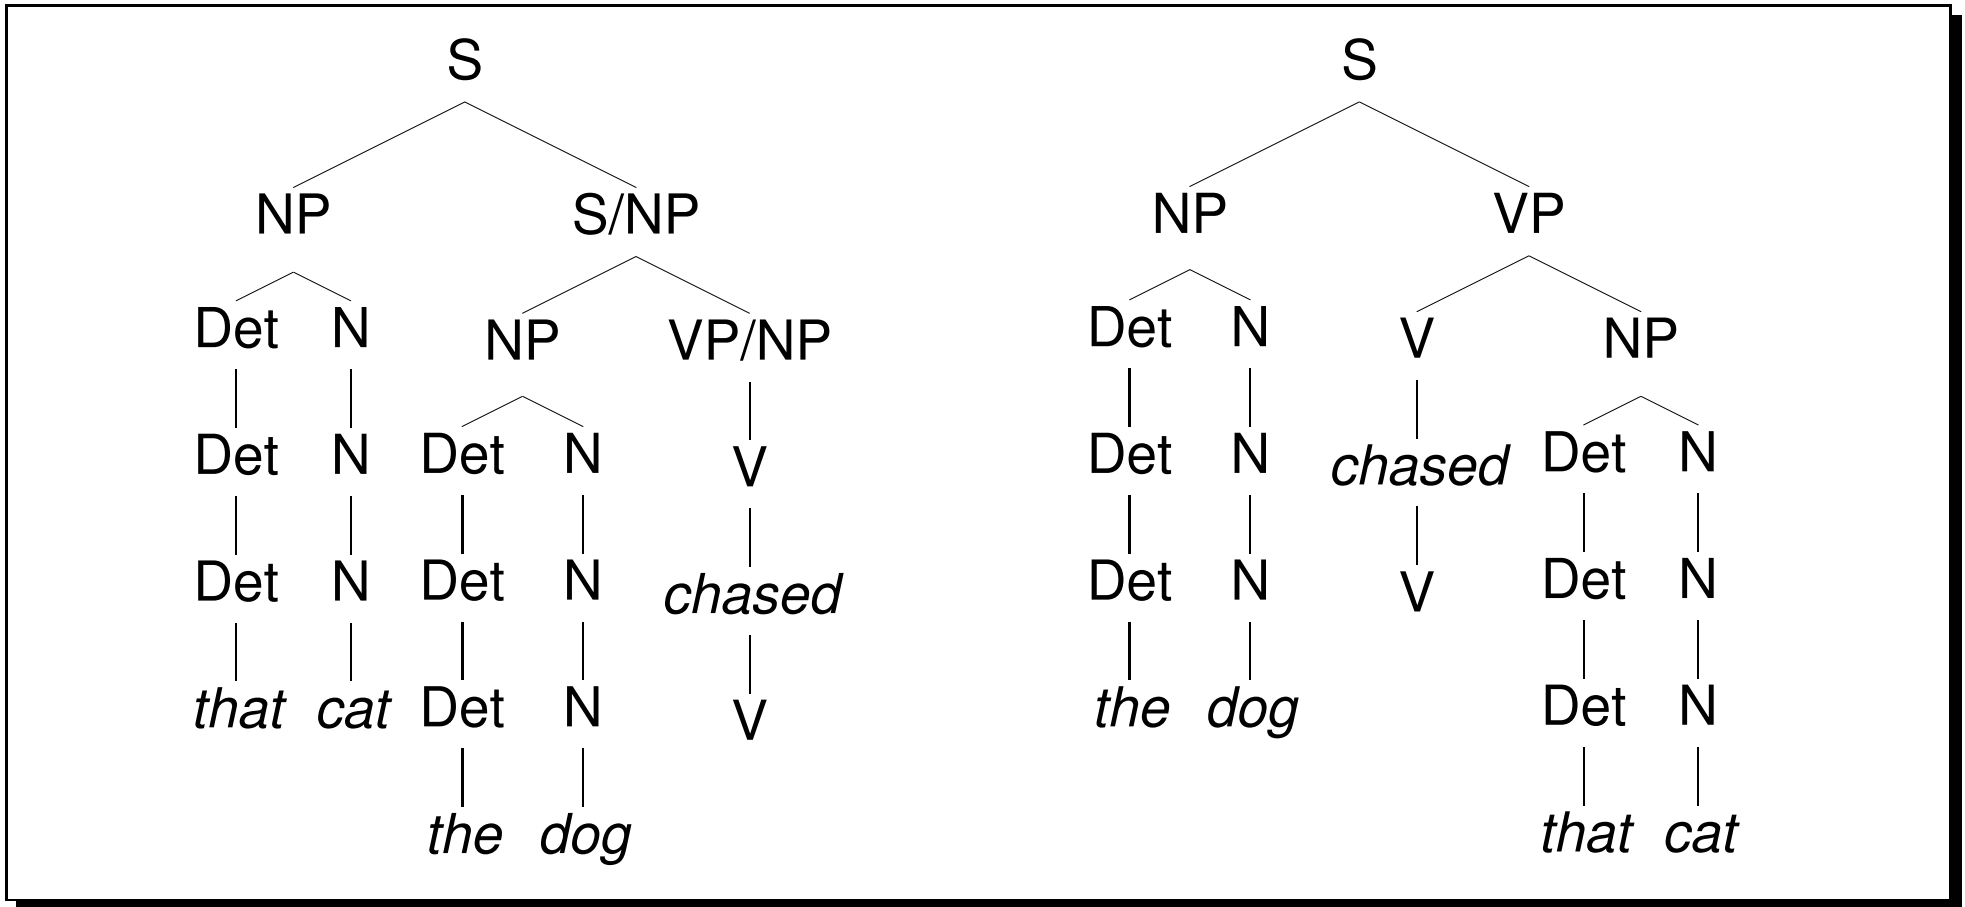 S S
NP S/NP NP VP
Det N NP VP/NP Det N V NP
Det N Det N V Det N chased Det N
Det N Det N chased Det N V Det N
that cat Det N V the dog Det N
the dog that cat